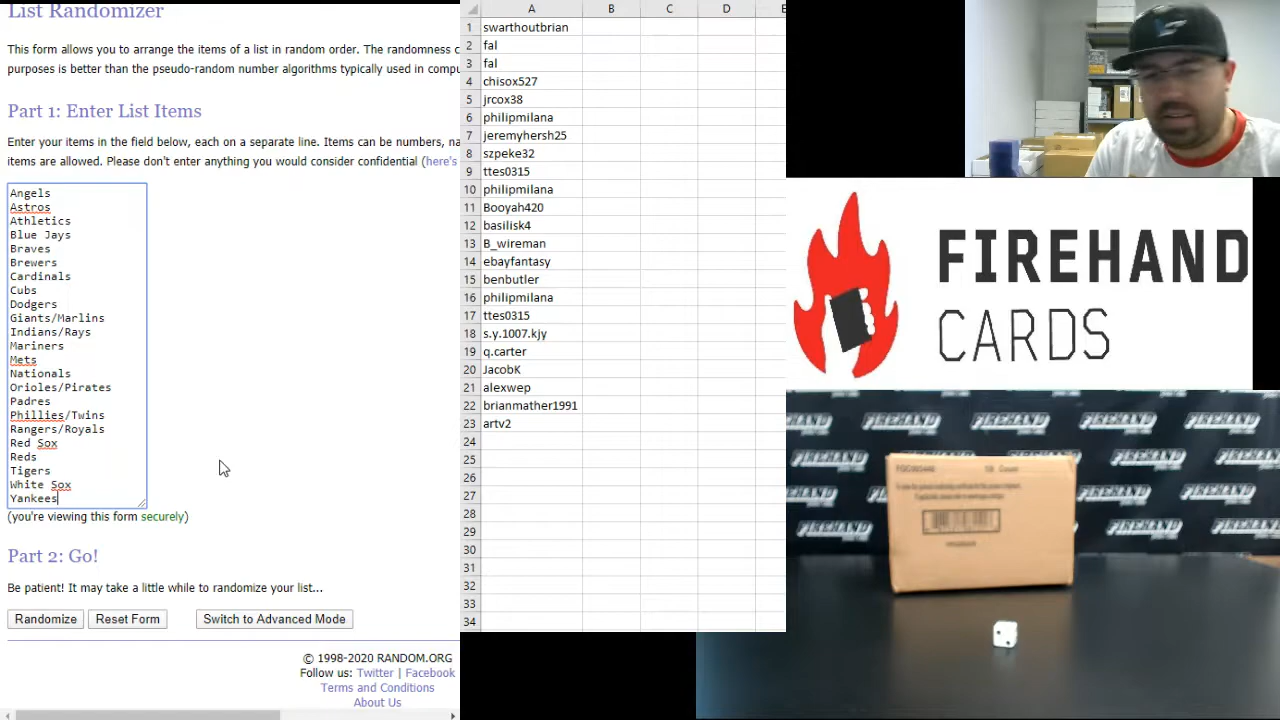 List Randomizer
This form allows you to arrange the items of a list in random order. The randomness c
purposes is better than the pseudo-random number algorithms typically used in compu
Part 1: Enter List Items
Enter your items in the field below, each on a separate line. Items can be numbers, na
items are allowed. Please don't enter anything you would consider confidential (here's
Angels
Astros
Athletics
Blue Jays
Braves
Brewers
Cardinals
Cubs
Dodgers
Giants/Marlins
Indians/Rays
Mariners
Mets
Nationals
Orioles/Pirates
Padres
Phillies/Twins
Rangers/Royals
Red Sox
Reds
Tigers
White Sox
Yankees
(you're viewing this form securely)
Part 2: Go!
Be patient! It may take a little while to randomize your list...
Randomize Reset Form Switch to Advanced Mode
© 1998-2020 RANDOM.ORG
Follow us: Twitter | Facebook
Terms and Conditions
About Us
A B C D E
1 swarthoutbrian
2 fal
3 fal
4 chisox527
5 jrcox38
6 philipmilana
7 jeremyhersh25
8 szpeke32
9 ttes0315
10 philipmilana
11 Booyah420
12 basilisk4
13 B_wireman
14 ebayfantasy
15 benbutler
16 philipmilana
17 ttes0315
18 s.y.1007.kjy
19 q.carter
20 JacobK
21 alexwep
22 brianmather1991
23 artv2
24
25
26
27
28
29
30
31
32
33
34
FIREHAND
CARDS
FIREHAND